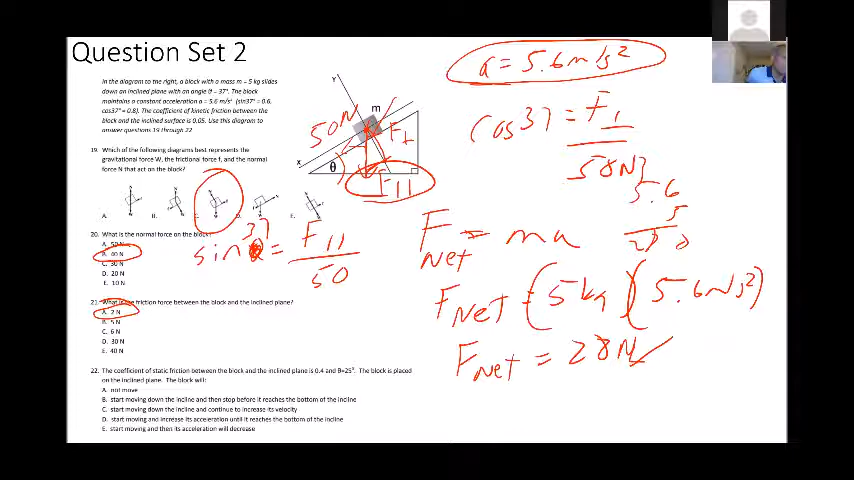 Question Set 2
In the diagram to the right, a block with a mass m = 5 kg slides
down an inclined plane with an angle θ = 37°. The block
maintains a constant acceleration a = 5.6 m/s² (sin37° = 0.6,
cos37° = 0.8). The coefficient of kinetic friction between the
block and the inclined surface is 0.05. Use this diagram to
answer questions 19 through 22
19. Which of the following diagrams best represents the
gravitational force W, the frictional force f, and the normal
force N that act on the block?
A. B. D. E.
20. What is the normal force on the block?
A. 50 N
B. 40 N
C. 30 N
D. 20 N
E. 10 N
21. What is the friction force between the block and the inclined plane?
A. 2 N
B. 5 N
C. 6 N
D. 30 N
E. 40 N
22. The coefficient of static friction between the block and the inclined plane is 0.4 and θ=25°. The block is placed
on the inclined plane. The block will:
A. not move
B. start moving down the incline and then stop before it reaches the bottom of the incline
C. start moving down the incline and continue to increase its velocity
D. start moving and increase its acceleration until it reaches the bottom of the incline
E. start moving and then its acceleration will decrease
Y
m
x
θ
50N
F⊥
F11
sin 37 = F11
50
a = 5.6 m/s²
Cos37 = F⊥
50N
5.6
5
FNET = ma
FNET = (5kg)(5.6m/s²)
FNET = 28N